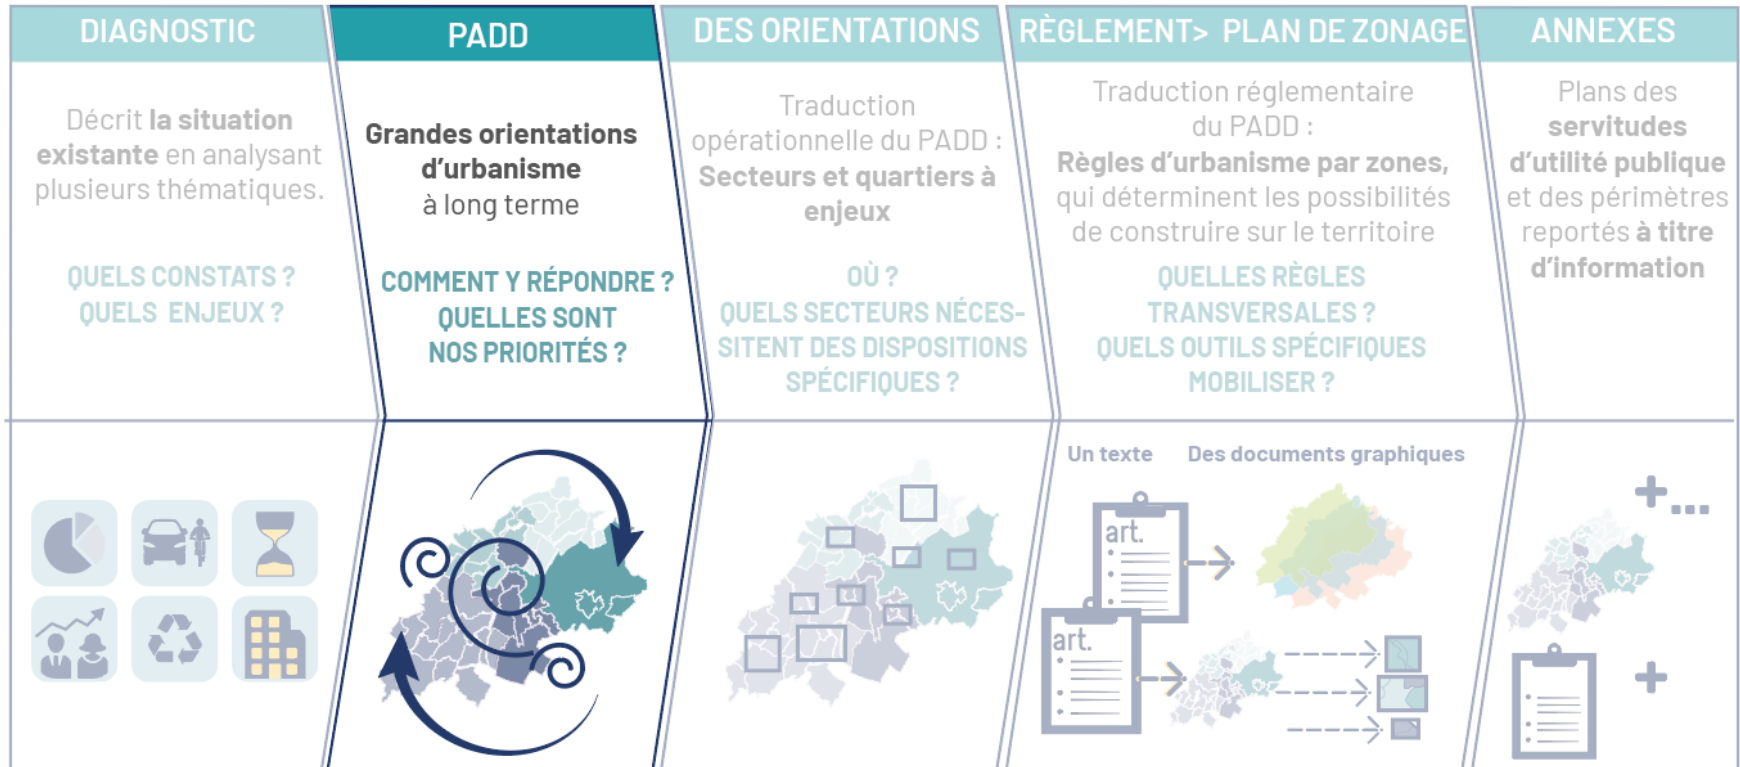 DIAGNOSTIC
Décrit la situation
existante en analysant
plusieurs thématiques.
QUELS CONSTATS ?
QUELS ENJEUX ?
PADD
Grandes orientations
d'urbanisme
à long terme
COMMENT Y RÉPONDRE ?
QUELLES SONT
NOS PRIORITÉS ?
DES ORIENTATIONS
Traduction
opérationnelle du PADD :
Secteurs et quartiers à
enjeux
OÙ ?
QUELS SECTEURS NÉCES-
SITENT DES DISPOSITIONS
SPÉCIFIQUES ?
RÈGLEMENT> PLAN DE ZONAGE
Traduction réglementaire
du PADD :
Règles d'urbanisme par zones,
qui déterminent les possibilités
de construire sur le territoire
QUELLES RÈGLES
TRANSVERSALES ?
QUELS OUTILS SPÉCIFIQUES
MOBILISER ?
Un texte
Des documents graphiques
art.
art.
ANNEXES
Plans des
servitudes
d'utilité publique
et des périmètres
reportés à titre
d'information
+...
+